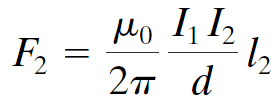 F₂ = μ₀/2π I₁ I₂/d l₂